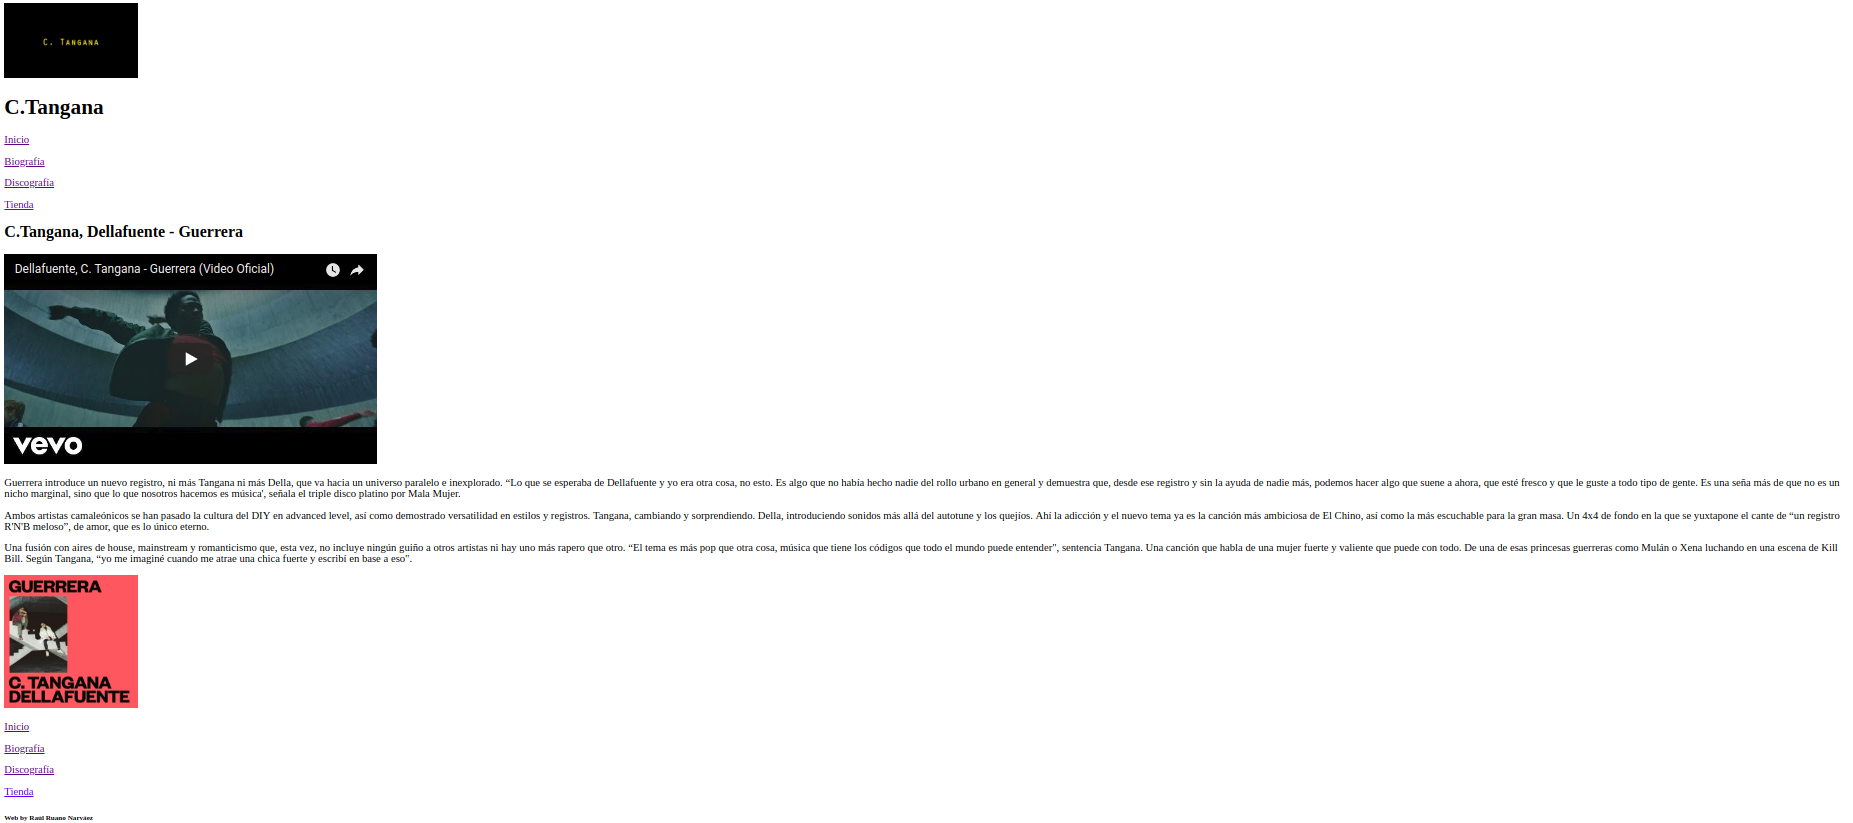 C. TANGANA
C.Tangana
Inicio
Biografía
Discografía
Tienda
C.Tangana, Dellafuente - Guerrera
Dellafuente, C. Tangana - Guerrera (Video Oficial)
vevo
Guerrera introduce un nuevo registro, ni más Tangana ni más Della, que va hacia un universo paralelo e inexplorado. “Lo que se esperaba de Dellafuente y yo era otra cosa, no esto. Es algo que no había hecho nadie del rollo urbano en general y demuestra que, desde ese registro y sin la ayuda de nadie más, podemos hacer algo que suene a ahora, que esté fresco y que le guste a todo tipo de gente. Es una seña más de que no es un
nicho marginal, sino que lo que nosotros hacemos es música', señala el triple disco platino por Mala Mujer.
Ambos artistas camaleónicos se han pasado la cultura del DIY en advanced level, así como demostrado versatilidad en estilos y registros. Tangana, cambiando y sorprendiendo. Della, introduciendo sonidos más allá del autotune y los quejíos. Ahí la adicción y el nuevo tema ya es la canción más ambiciosa de El Chino, así como la más escuchable para la gran masa. Un 4x4 de fondo en la que se yuxtapone el cante de “un registro
R'N'B meloso”, de amor, que es lo único eterno.
Una fusión con aires de house, mainstream y romanticismo que, esta vez, no incluye ningún guiño a otros artistas ni hay uno más rapero que otro. “El tema es más pop que otra cosa, música que tiene los códigos que todo el mundo puede entender", sentencia Tangana. Una canción que habla de una mujer fuerte y valiente que puede con todo. De una de esas princesas guerreras como Mulán o Xena luchando en una escena de Kill
Bill. Según Tangana, “yo me imaginé cuando me atrae una chica fuerte y escribí en base a eso".
GUERRERA
C. TANGANA
DELLAFUENTE
Inicio
Biografía
Discografía
Tienda
Web by Raúl Ruano Narváez